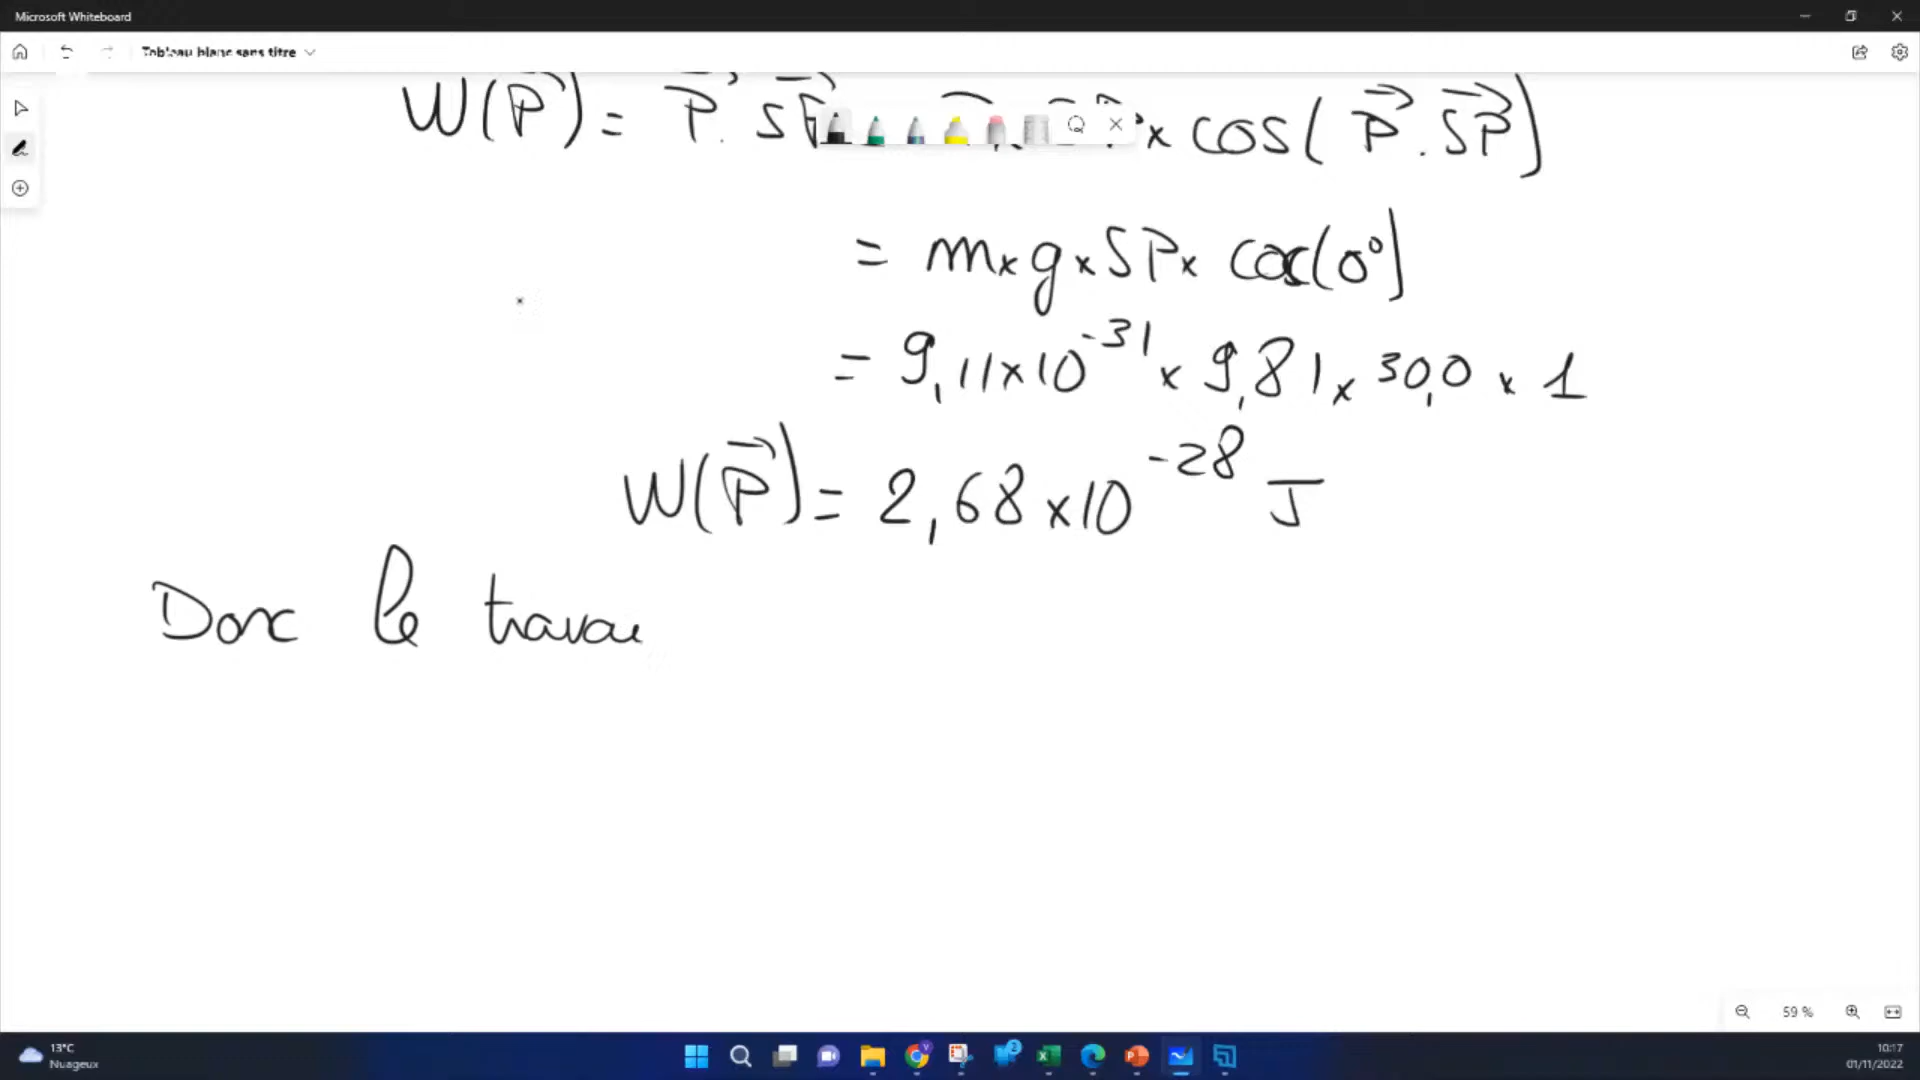 Microsoft Whiteboard
Tableau blanc sans titre
W(P⃗) = P⃗ . S × cos(P⃗ . SP⃗)
= m × g × SP × cos(0°)
= 9,11 × 10⁻³¹ × 9,81 × 30,0 × 1
W(P⃗) = 2,68 × 10⁻²⁸ J
Donc le travai
59 %
13°C
Nuageux
2
10:17
01/11/2022